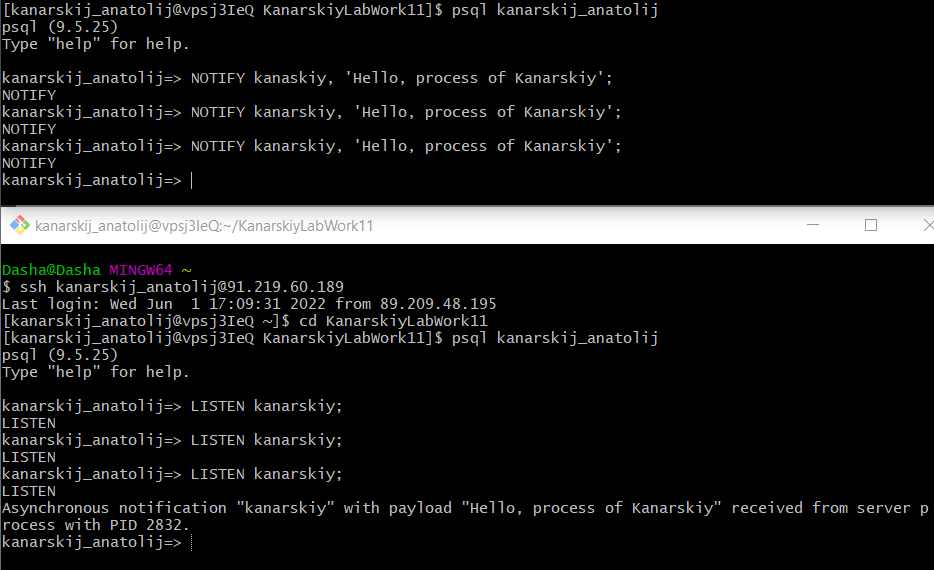 [kanarskij_anatolij@vpsj3IeQ KanarskiyLabWork11]$ psql kanarskij_anatolij
psql (9.5.25)
Type "help" for help.
kanarskij_anatolij=> NOTIFY kanaskiy, 'Hello, process of Kanarskiy';
NOTIFY
kanarskij_anatolij=> NOTIFY kanarskiy, 'Hello, process of Kanarskiy';
NOTIFY
kanarskij_anatolij=> NOTIFY kanarskiy, 'Hello, process of Kanarskiy';
NOTIFY
kanarskij_anatolij=>
kanarskij_anatolij@vpsj3IeQ:~/KanarskiyLabWork11
Dasha@Dasha MINGW64 ~
$ ssh kanarskij_anatolij@91.219.60.189
Last login: Wed Jun  1 17:09:31 2022 from 89.209.48.195
[kanarskij_anatolij@vpsj3IeQ ~]$ cd KanarskiyLabWork11
[kanarskij_anatolij@vpsj3IeQ KanarskiyLabWork11]$ psql kanarskij_anatolij
psql (9.5.25)
Type "help" for help.
kanarskij_anatolij=> LISTEN kanarskiy;
LISTEN
kanarskij_anatolij=> LISTEN kanarskiy;
LISTEN
kanarskij_anatolij=> LISTEN kanarskiy;
LISTEN
Asynchronous notification "kanarskiy" with payload "Hello, process of Kanarskiy" received from server p
rocess with PID 2832.
kanarskij_anatolij=>